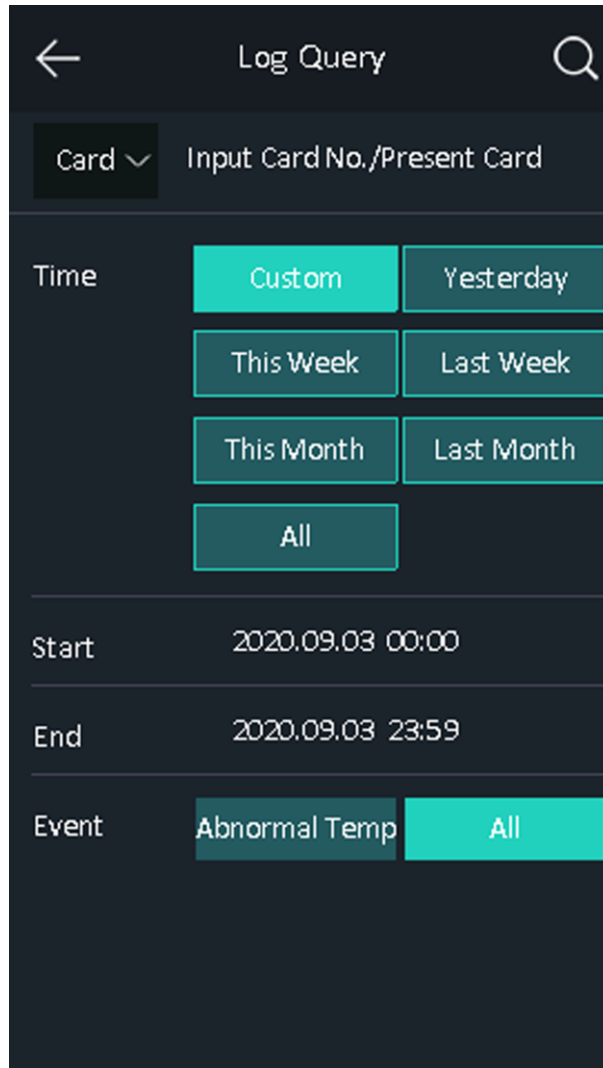 Log Query
Card Input Card No./Present Card
Time Custom Yesterday
This Week Last Week
This Month Last Month
All
Start 2020.09.03 00:00
End 2020.09.03 23:59
Event Abnormal Temp All